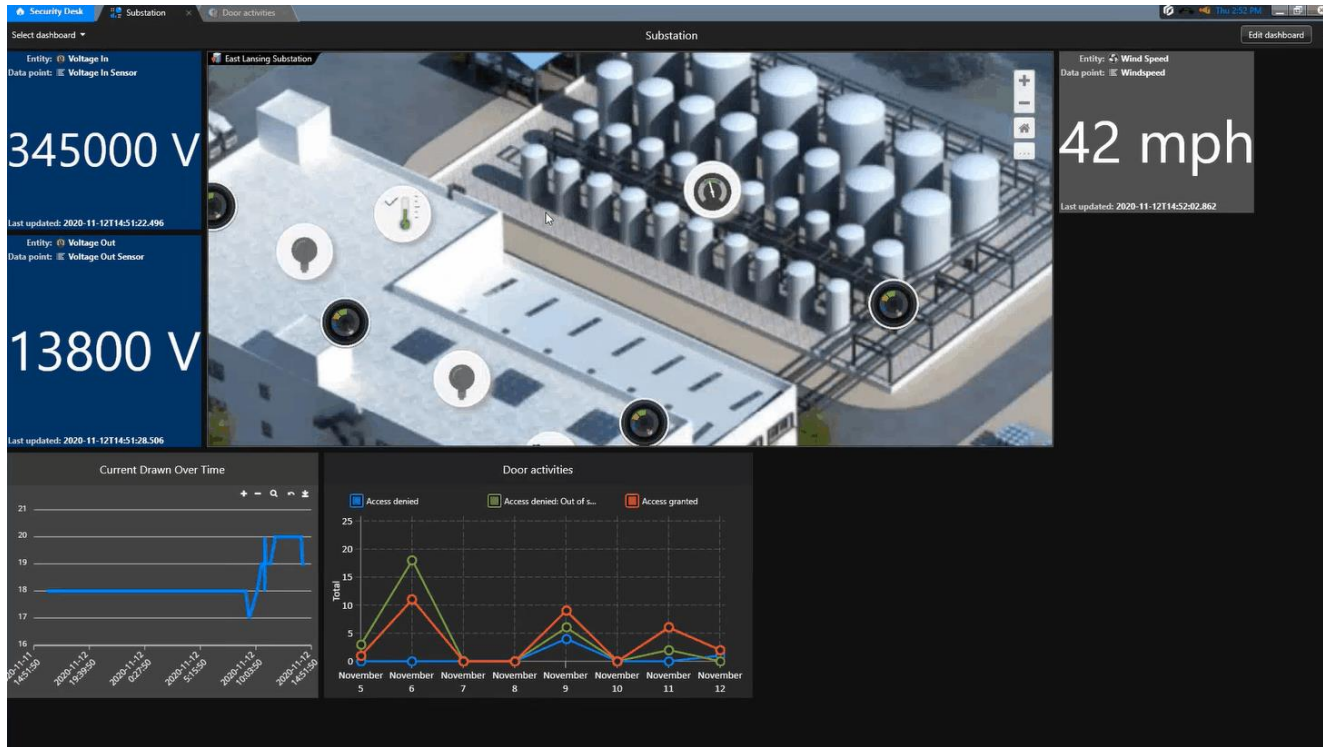 Security Desk
Substation
Door activities
Thu 2:52 PM
Select dashboard
Substation
Edit dashboard
Entity: Voltage In
Data point: Voltage In Sensor
345000 V
Last updated: 2020-11-12T14:51:22.496
Entity: Voltage Out
Data point: Voltage Out Sensor
13800 V
Last updated: 2020-11-12T14:51:28.506
East Lansing Substation
Entity: Wind Speed
Data point: Windspeed
42 mph
Last updated: 2020-11-12T14:52:02.862
Current Drawn Over Time
21
20
19
18
17
16
2020-11-11 14:51:50
2020-11-12 19:39:50
2020-11-12 0:27:50
2020-11-12 5:15:50
2020-11-12 10:03:50
2020-11-12 14:51:50
Door activities
Access denied
Access denied: Out of s...
Access granted
Total
25
20
15
10
5
0
November 5
November 6
November 7
November 8
November 9
November 10
November 11
November 12